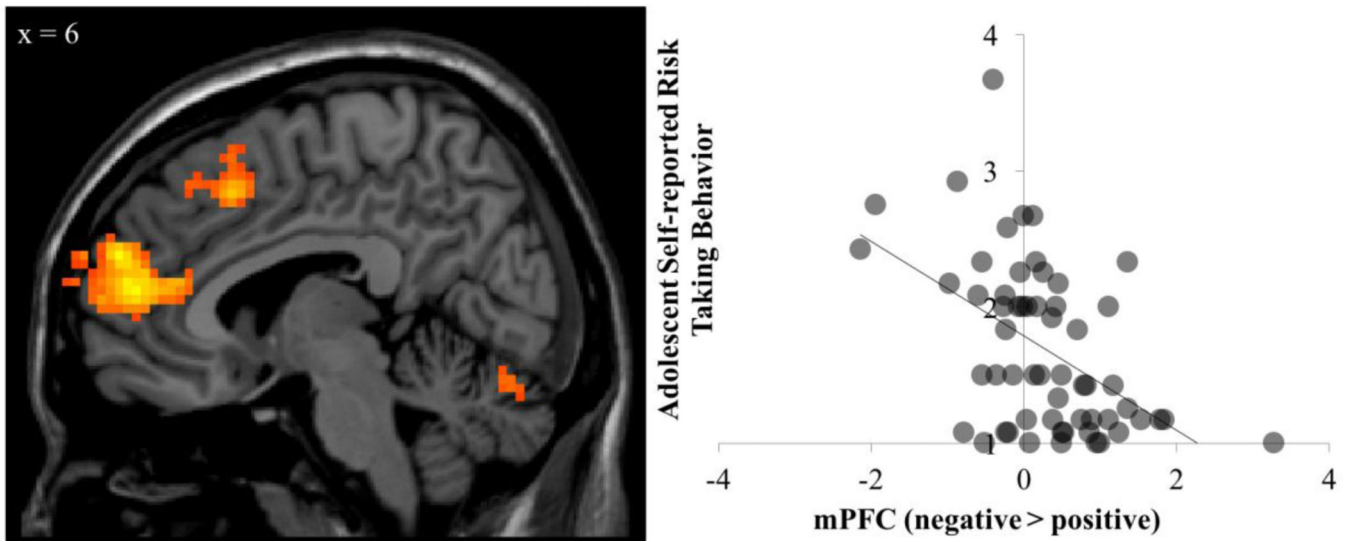 x = 6
Adolescent Self-reported Risk
Taking Behavior
4
3
2
1
-4
-2
0
2
4
mPFC (negative > positive)